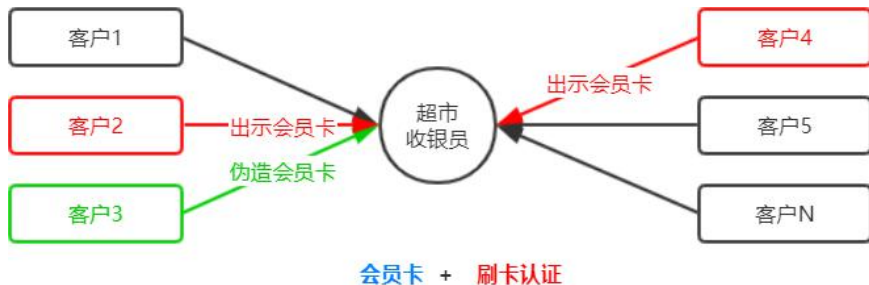 客户1
客户4
出示会员卡
客户2
出示会员卡
超市
收银员
客户5
伪造会员卡
客户3
客户N
会员卡 + 刷卡认证